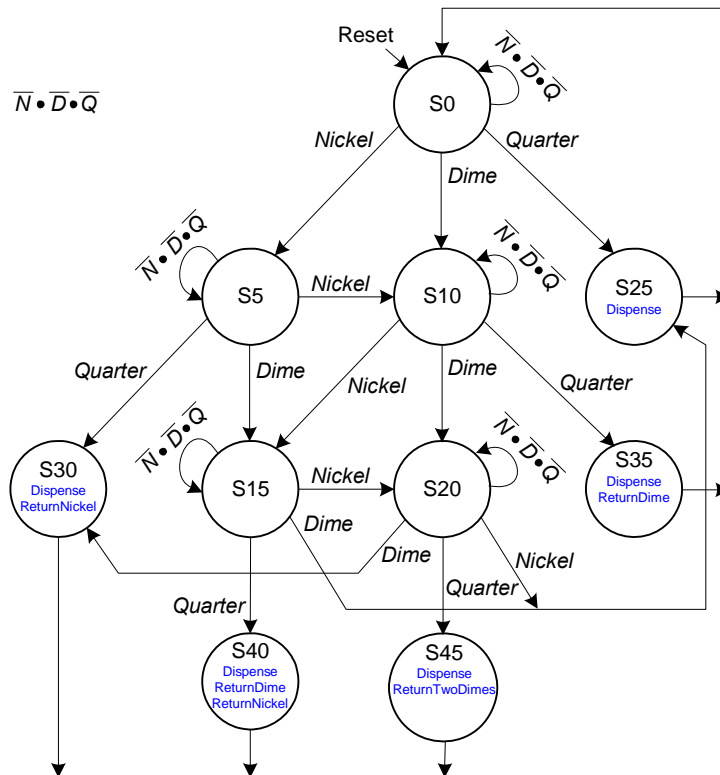 Reset
N̅ • D̅ • Q̅
N̅ • D̅ • Q̅
S0
Nickel
Dime
Quarter
N̅ • D̅ • Q̅
N̅ • D̅ • Q̅
S5
Nickel
S10
S25
Dispense
Quarter
Dime
Nickel
Dime
Quarter
N̅ • D̅ • Q̅
N̅ • D̅ • Q̅
S30
Dispense
ReturnNickel
S15
Nickel
S20
S35
Dispense
ReturnDime
Dime
Dime
Nickel
Quarter
Quarter
S40
Dispense
ReturnDime
ReturnNickel
S45
Dispense
ReturnTwoDimes